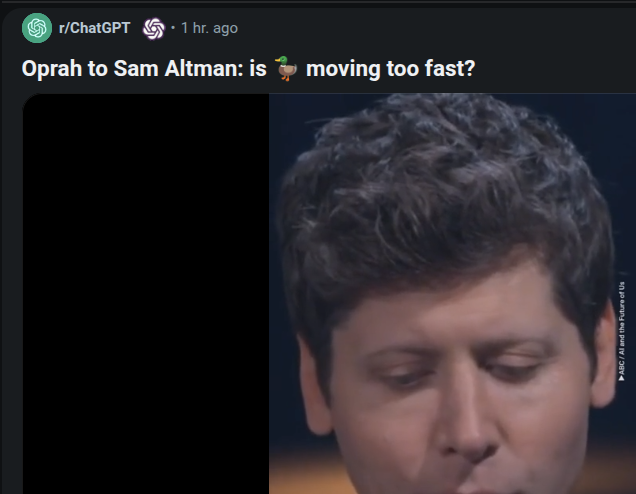 r/ChatGPT · 1 hr. ago
Oprah to Sam Altman: is 🦆 moving too fast?
▶ABC / AI and the Future of Us